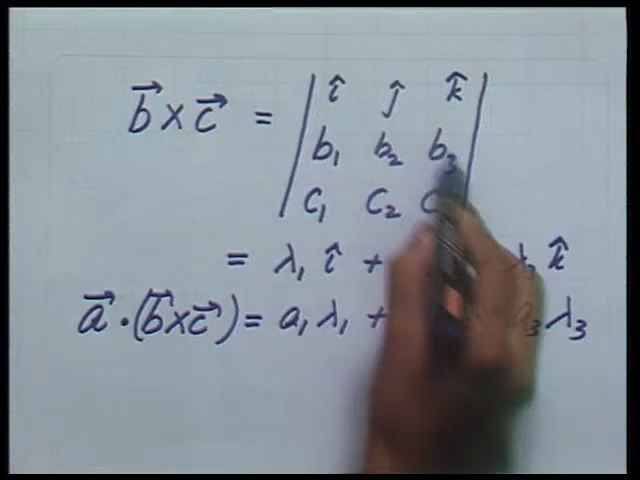 b⃗ × c⃗ = | î ĵ k̂ |
| b₁ b₂ b₃ |
| c₁ c₂ c |
= λ₁ î + k̂
a⃗ · (b⃗ × c⃗) = a₁ λ₁ + λ₃